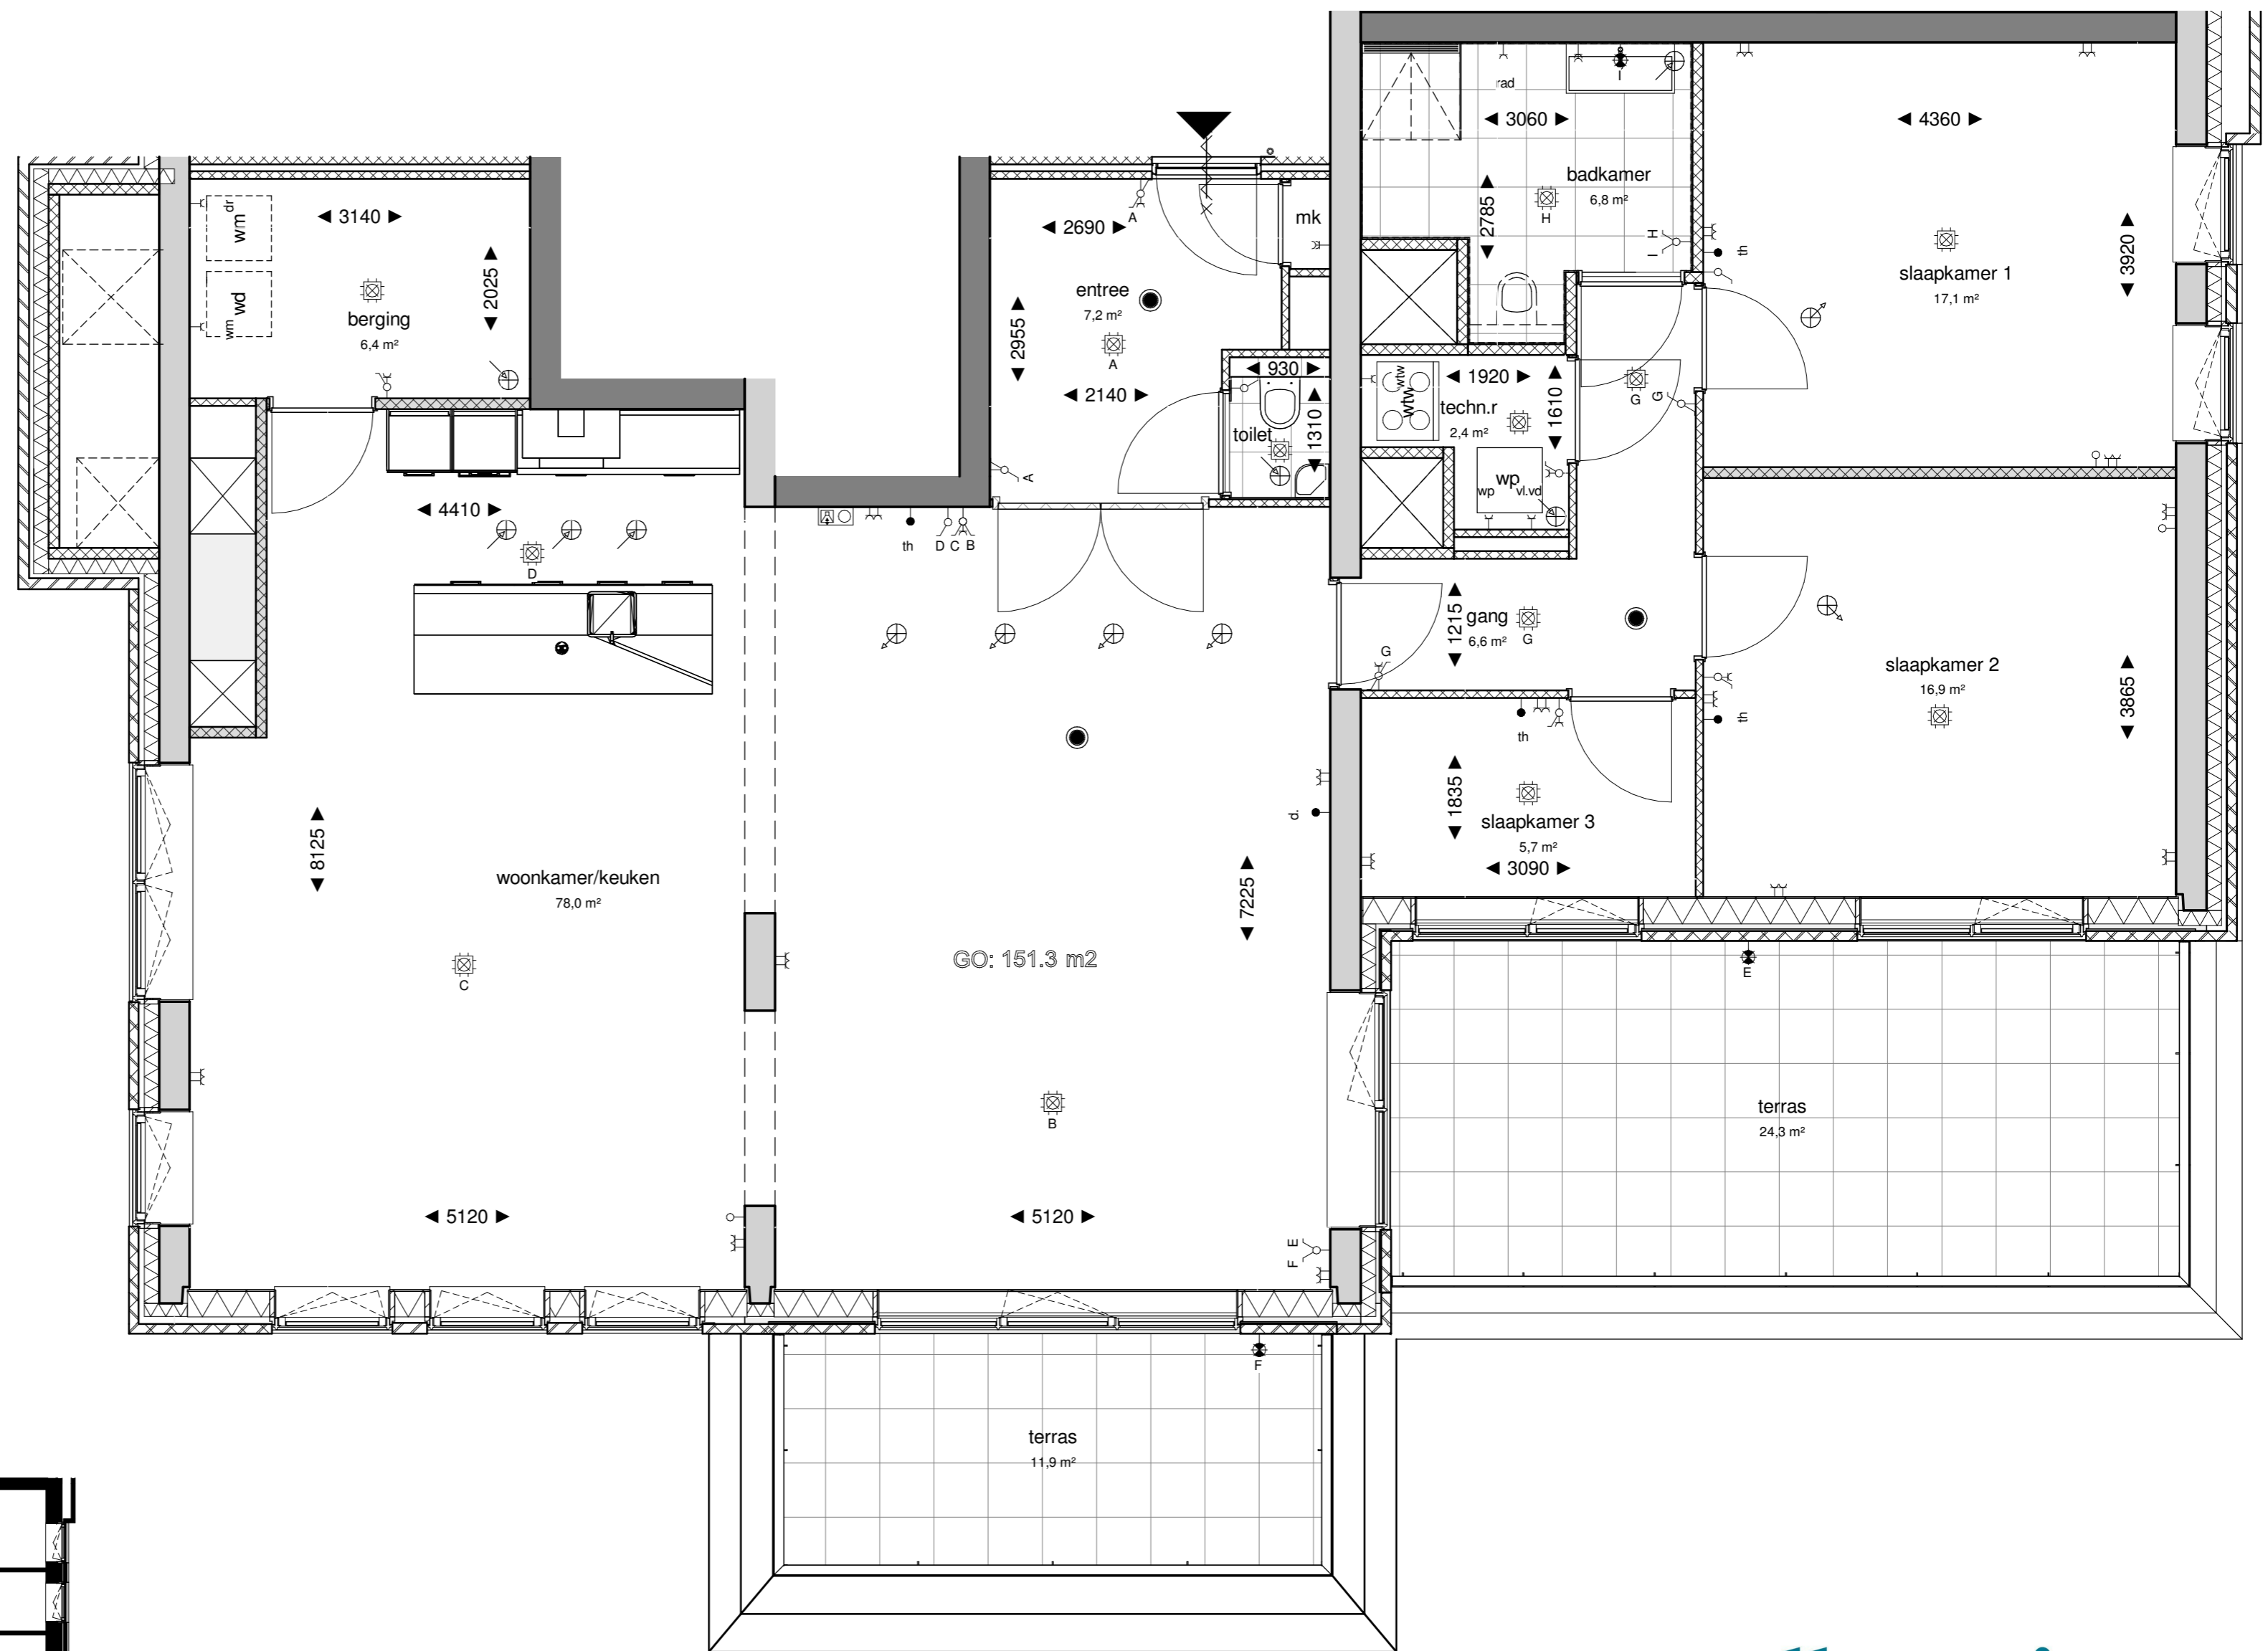 rad
◄ 3060 ►
◄ 4360 ►
badkamer
6,8 m²
H
2785
I H
th
slaapkamer 1
17,1 m²
3920
wm
dr
wd
wm
◄ 3140 ►
2025
berging
6,4 m²
A
A
◄ 2690 ►
mk
entree
7,2 m²
2955
A
◄ 2140 ►
◄ 930 ►
toilet
1310
A
wtw
wtw
◄ 1920 ►
techn.r
2,4 m²
1610
wp
wp
vl.vd
G
G
◄ 4410 ►
D
th
D
C
B
1215
gang
6,6 m²
G
G
slaapkamer 2
16,9 m²
3865
th
th
1835
slaapkamer 3
5,7 m²
◄ 3090 ►
d.
8125
woonkamer/keuken
78,0 m²
7225
C
GO: 151.3 m2
E
B
terras
24,3 m²
◄ 5120 ►
◄ 5120 ►
F E
F
terras
11,9 m²